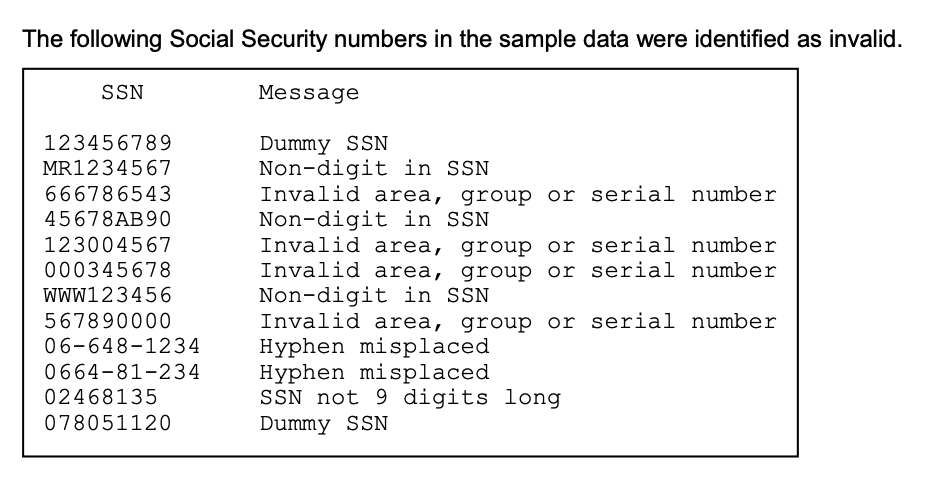 The following Social Security numbers in the sample data were identified as invalid.
SSN Message
123456789 Dummy SSN
MR1234567 Non-digit in SSN
666786543 Invalid area, group or serial number
45678AB90 Non-digit in SSN
123004567 Invalid area, group or serial number
000345678 Invalid area, group or serial number
WWW123456 Non-digit in SSN
567890000 Invalid area, group or serial number
06-648-1234 Hyphen misplaced
0664-81-234 Hyphen misplaced
02468135 SSN not 9 digits long
078051120 Dummy SSN